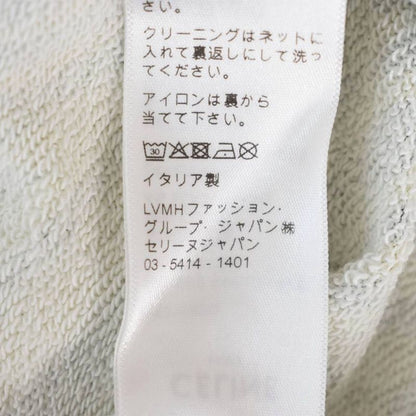 さい。
クリーニングはネットに
入れて裏返しにして洗っ
てください。
アイロンは裏から
当てて下さい。
30
イタリア製
LVMHファッション・
グループ・ジャパン㈱
セリーヌジャパン
03-5414-1401
CELINE